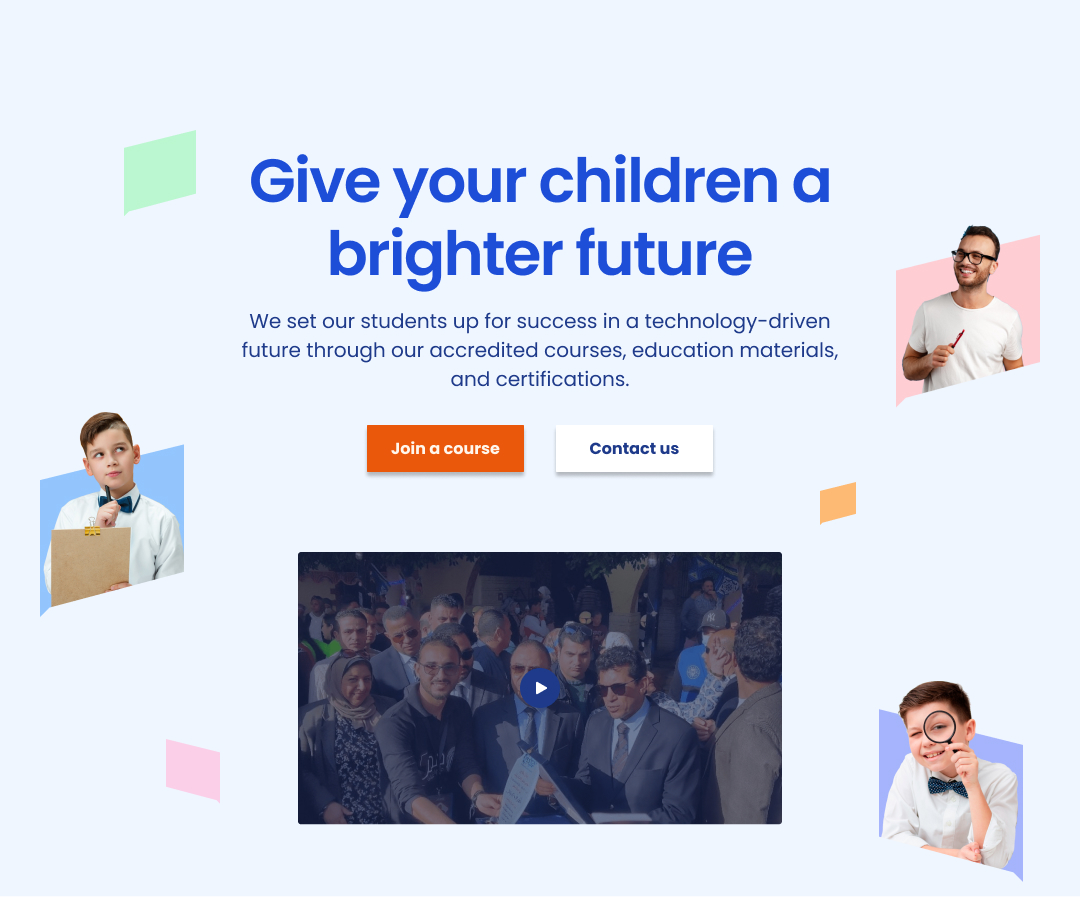 Give your children a
brighter future
We set our students up for success in a technology-driven
future through our accredited courses, education materials,
and certifications.
Join a course
Contact us